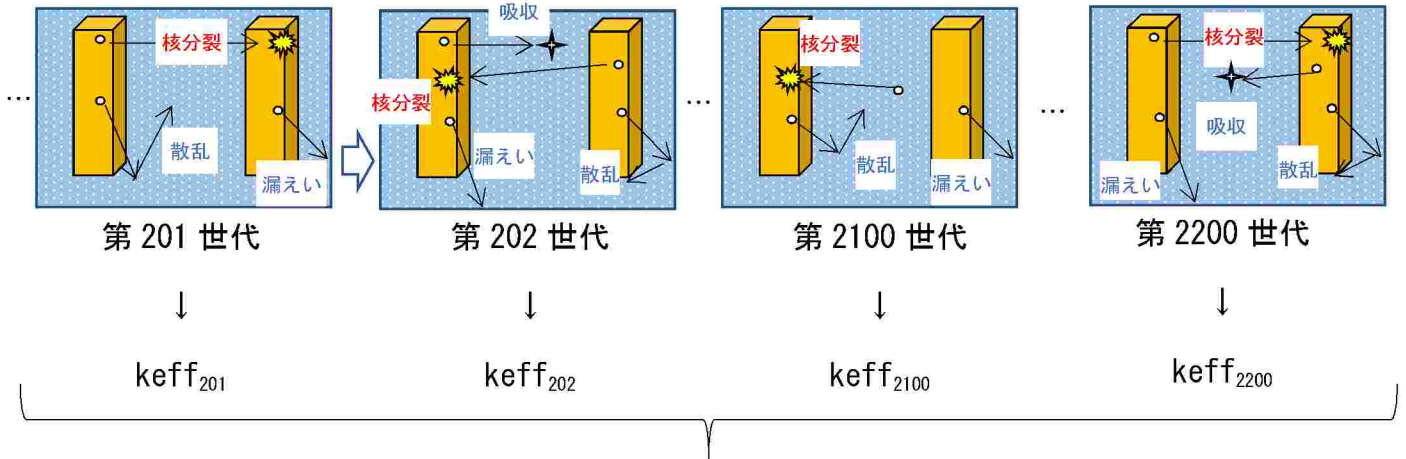 核分裂
散乱
漏えい
第 201 世代
↓
keff₂₀₁
吸収
核分裂
漏えい
散乱
第 202 世代
↓
keff₂₀₂
核分裂
散乱
漏えい
第 2100 世代
↓
keff₂₁₀₀
核分裂
吸収
漏えい
散乱
第 2200 世代
↓
keff₂₂₀₀
…
…
…